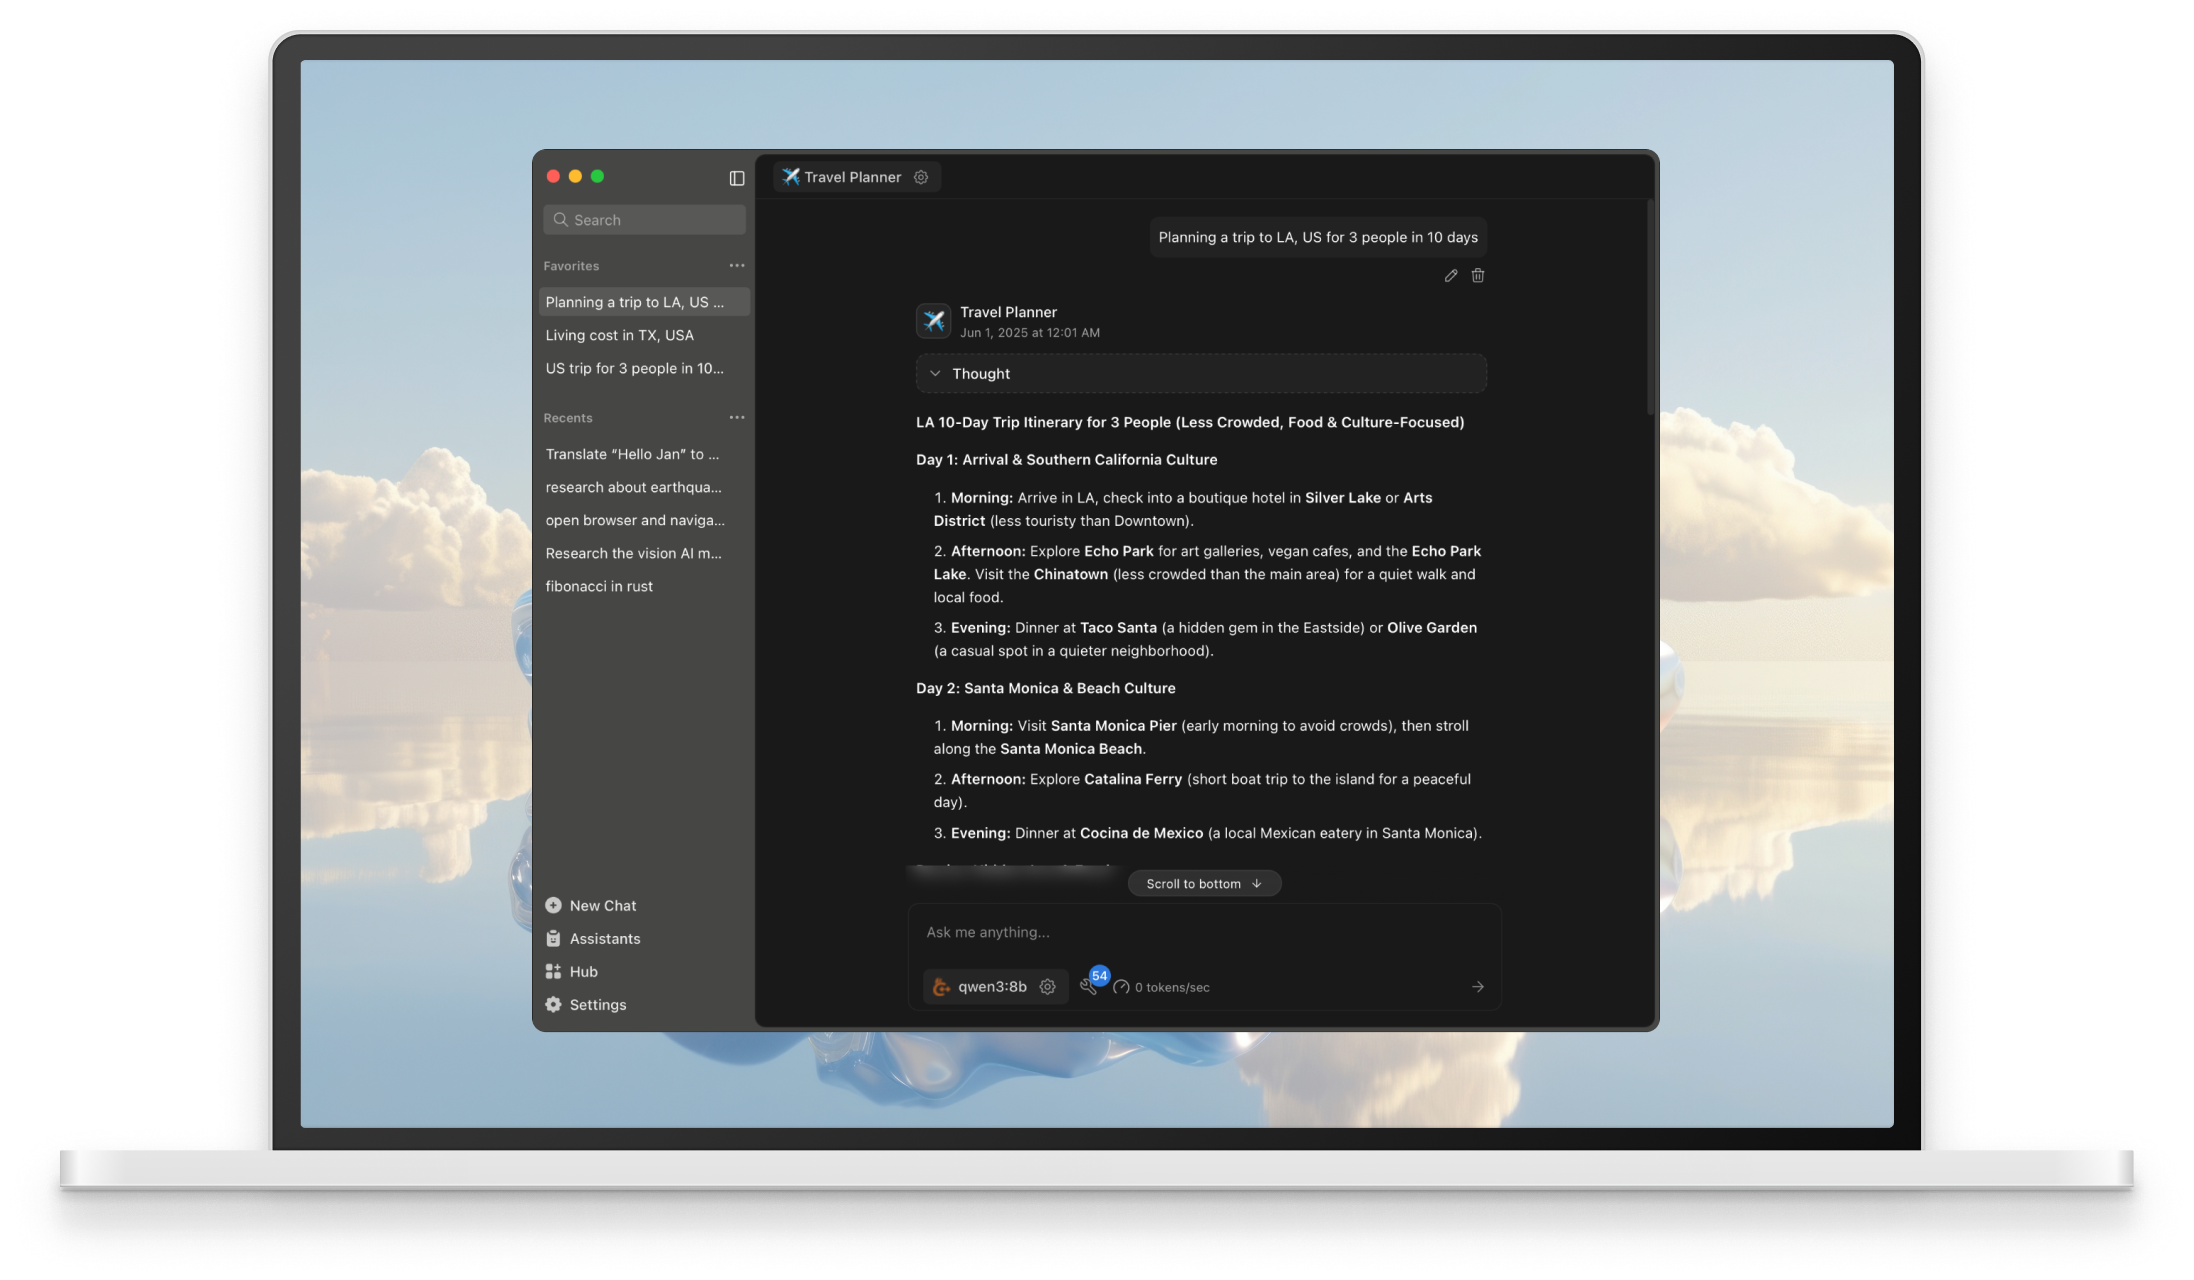 Search
Favorites
Planning a trip to LA, US ...
Living cost in TX, USA
US trip for 3 people in 10...
Recents
Translate “Hello Jan” to ...
research about earthqua...
open browser and naviga...
Research the vision AI m...
fibonacci in rust
New Chat
Assistants
Hub
Settings
Travel Planner
Planning a trip to LA, US for 3 people in 10 days
Travel Planner
Jun 1, 2025 at 12:01 AM
Thought
LA 10-Day Trip Itinerary for 3 People (Less Crowded, Food & Culture-Focused)
Day 1: Arrival & Southern California Culture
1. Morning: Arrive in LA, check into a boutique hotel in Silver Lake or Arts
District (less touristy than Downtown).
2. Afternoon: Explore Echo Park for art galleries, vegan cafes, and the Echo Park
Lake. Visit the Chinatown (less crowded than the main area) for a quiet walk and
local food.
3. Evening: Dinner at Taco Santa (a hidden gem in the Eastside) or Olive Garden
(a casual spot in a quieter neighborhood).
Day 2: Santa Monica & Beach Culture
1. Morning: Visit Santa Monica Pier (early morning to avoid crowds), then stroll
along the Santa Monica Beach.
2. Afternoon: Explore Catalina Ferry (short boat trip to the island for a peaceful
day).
3. Evening: Dinner at Cocina de Mexico (a local Mexican eatery in Santa Monica).
Scroll to bottom
Ask me anything...
qwen3:8b
54
0 tokens/sec